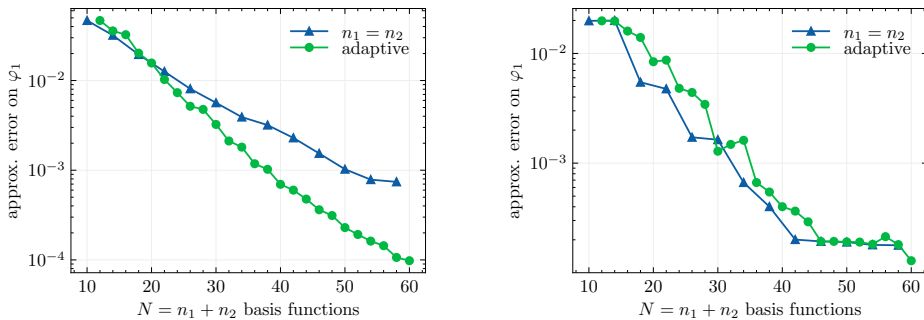 approx. error on φ₁
10⁻²
10⁻³
10⁻⁴
n₁ = n₂
adaptive
10 20 30 40 50 60
N = n₁ + n₂ basis functions
approx. error on φ₁
10⁻²
10⁻³
n₁ = n₂
adaptive
10 20 30 40 50 60
N = n₁ + n₂ basis functions